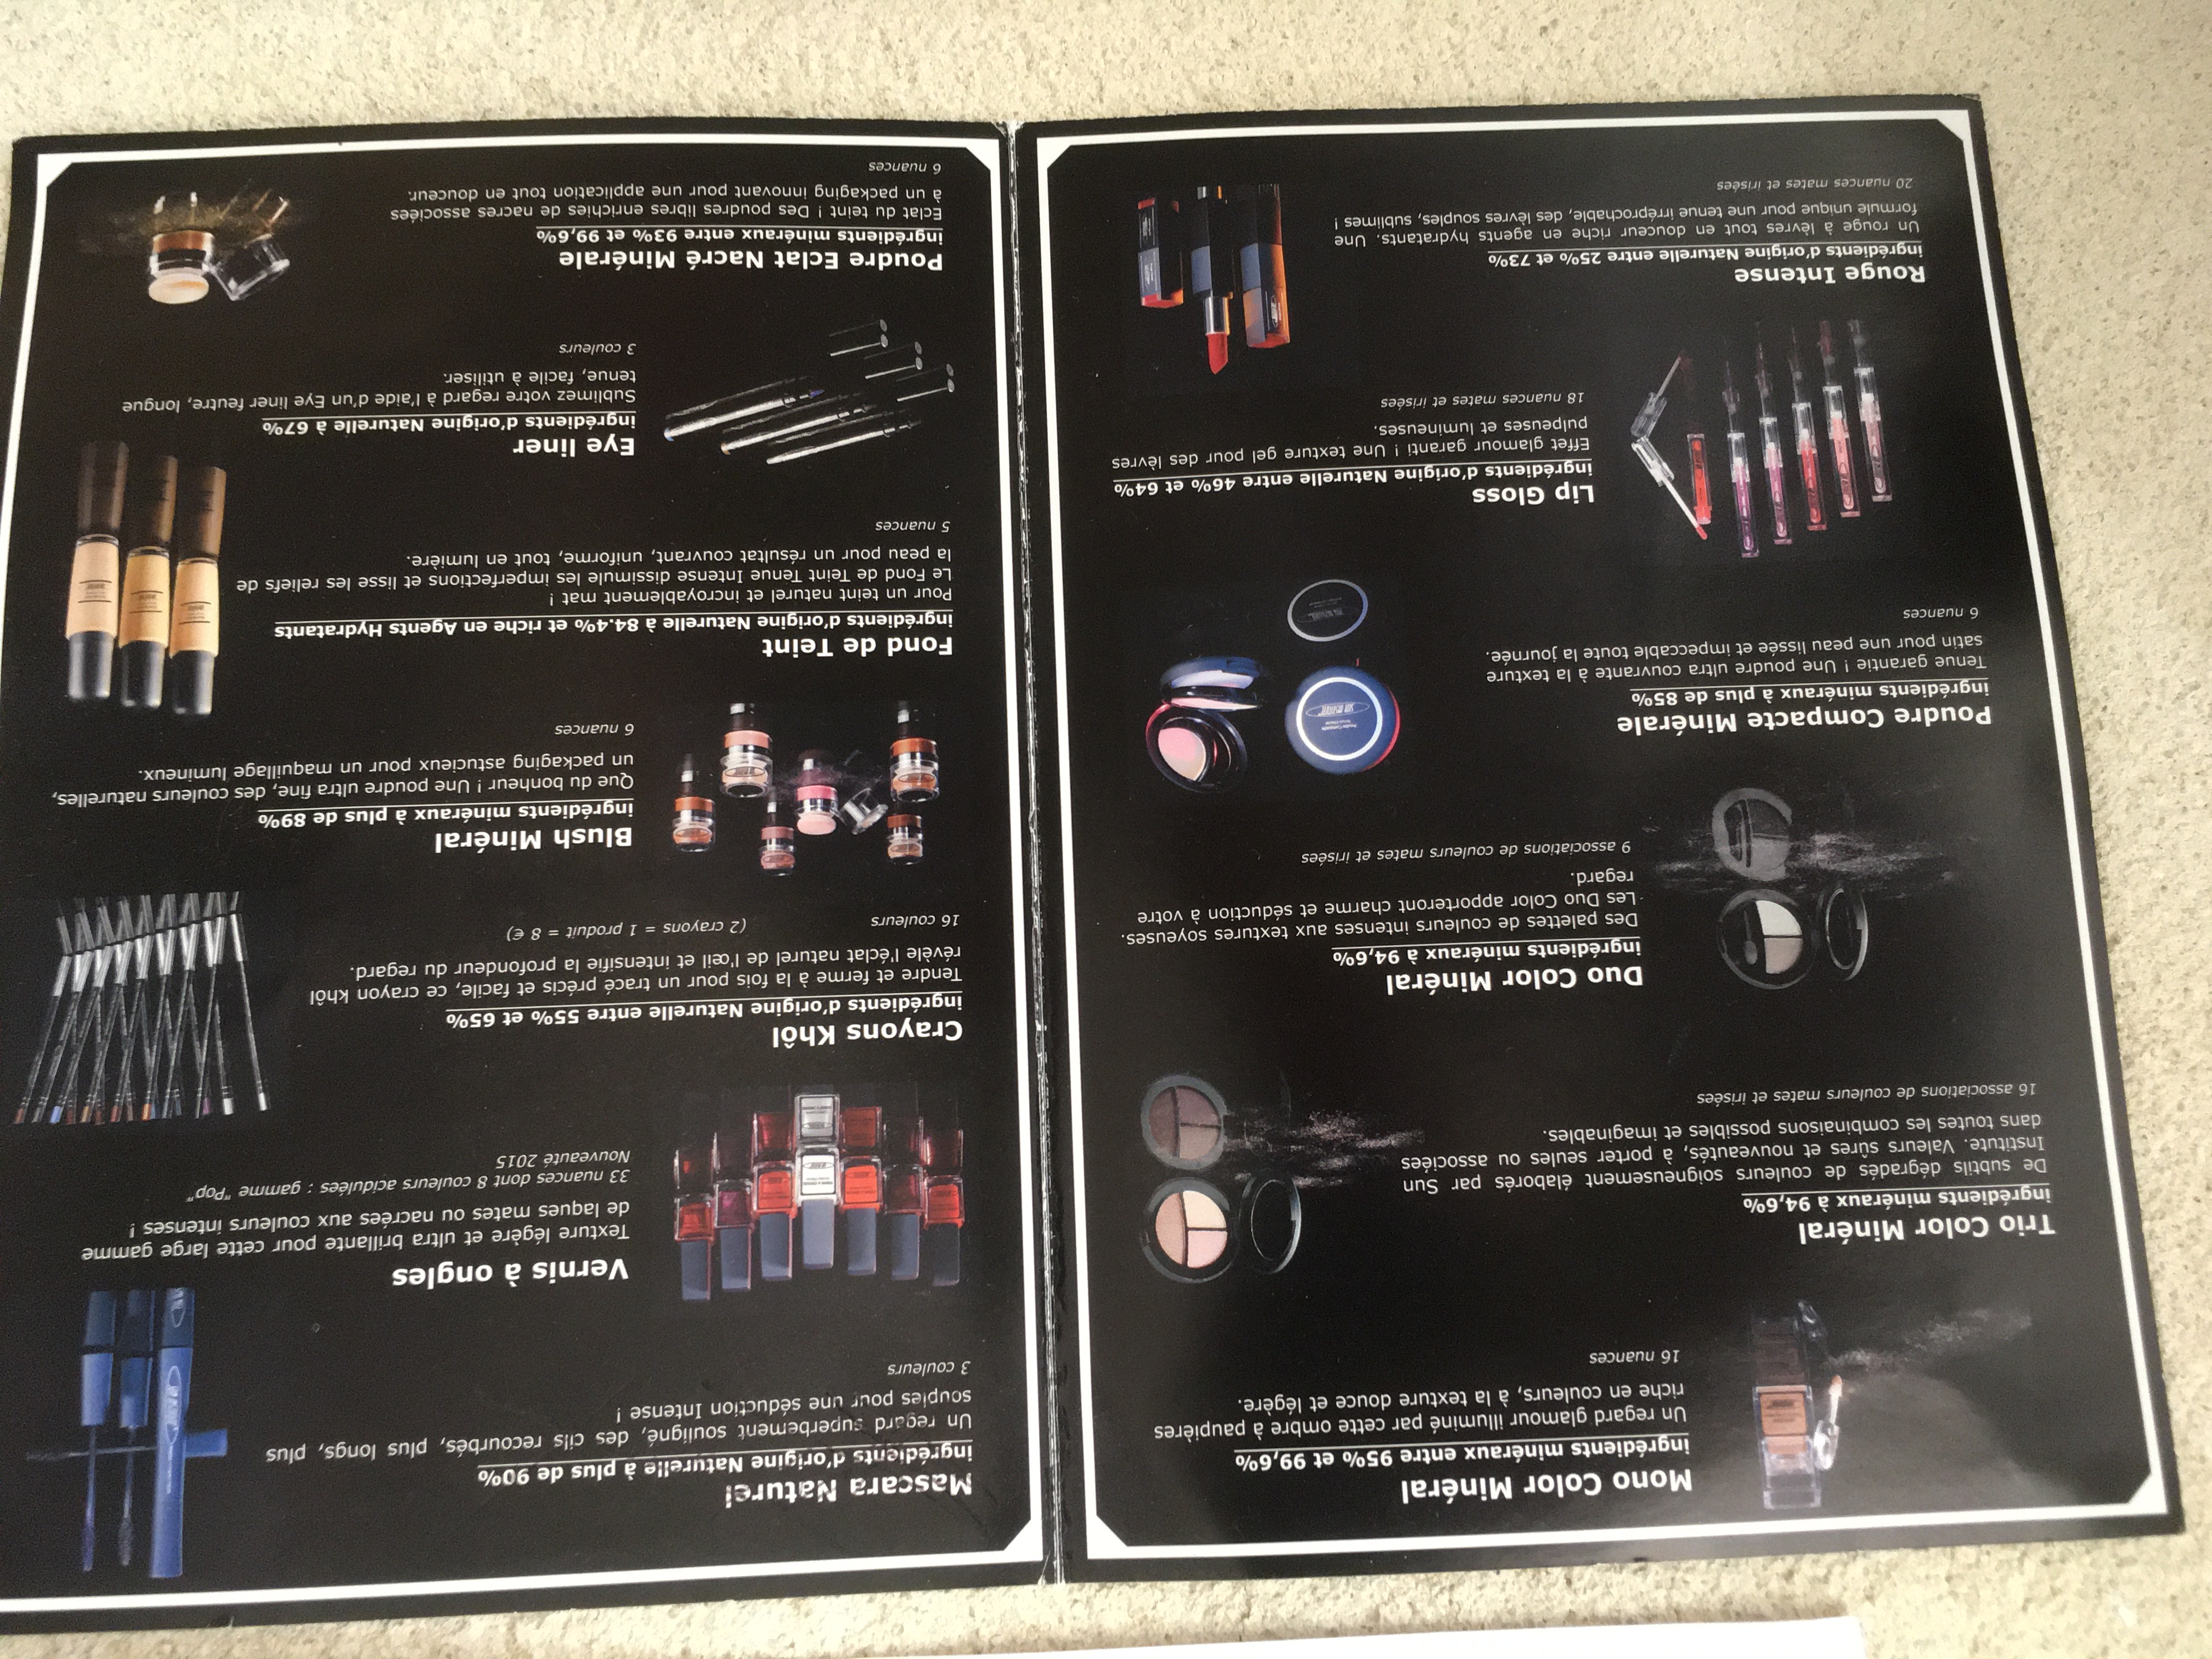 Mono Color Minéral
ingrédients minéraux entre 95% et 99,6%
Un regard glamour illuminé par cette ombre à paupières
riche en couleurs, à la texture douce et légère.
16 nuances
Trio Color Minéral
ingrédients minéraux à 94,6%
De subtils dégradés de couleurs soigneusement élaborés par Sun
Institute. Valeurs sûres et nouveautés, à porter seules ou associées
dans toutes les combinaisons possibles et imaginables.
16 associations de couleurs mates et irisées
Duo Color Minéral
ingrédients minéraux à 94,6%
Des palettes de couleurs intenses aux textures soyeuses.
Les Duo Color apporteront charme et séduction à votre
regard.
9 associations de couleurs mates et irisées
Poudre Compacte Minérale
ingrédients minéraux à plus de 85%
Tenue garantie ! Une poudre ultra couvrante à la texture
satin pour une peau lissée et impeccable toute la journée.
6 nuances
Lip Gloss
ingrédients d'origine Naturelle entre 46% et 64%
Effet glamour garanti ! Une texture gel pour des lèvres
pulpeuses et lumineuses.
18 nuances mates et irisées
Rouge Intense
ingrédients d'origine Naturelle entre 25% et 73%
Un rouge à lèvres tout en douceur riche en agents hydratants. Une
formule unique pour une tenue irréprochable, des lèvres souples, sublimes !
20 nuances mates et irisées
Mascara Naturel
ingrédients d'origine Naturelle à plus de 90%
Un regard superbement souligné, des cils recourbés, plus longs, plus
souples pour une séduction Intense !
3 couleurs
Vernis à ongles
Texture légère et ultra brillante pour cette large gamme
de laques mates ou nacrées aux couleurs intenses !
33 nuances dont 8 couleurs acidulées : gamme "Pop"
Nouveauté 2015
Crayons Khôl
ingrédients d'origine Naturelle entre 55% et 65%
Tendre et ferme à la fois pour un tracé précis et facile, ce crayon khôl
révèle l'éclat naturel de l'œil et intensifie la profondeur du regard.
16 couleurs (2 crayons = 1 produit = 8 €)
Blush Minéral
ingrédients minéraux à plus de 89%
Que du bonheur ! Une poudre ultra fine, des couleurs naturelles,
un packaging astucieux pour un maquillage lumineux.
6 nuances
Fond de Teint
ingrédients d'origine Naturelle à 84.4% et riche en Agents Hydratants
Pour un teint naturel et incroyablement mat !
Le Fond de Teint Tenue Intense dissimule les imperfections et lisse les reliefs de
la peau pour un résultat couvrant, uniforme, tout en lumière.
5 nuances
Eye liner
ingrédients d'origine Naturelle à 67%
Sublimez votre regard à l'aide d'un Eye liner feutre, longue
tenue, facile à utiliser.
3 couleurs
Poudre Eclat Nacré Minérale
ingrédients minéraux entre 93% et 99,6%
Eclat du teint ! Des poudres libres enrichies de nacres associées
à un packaging innovant pour une application tout en douceur.
6 nuances